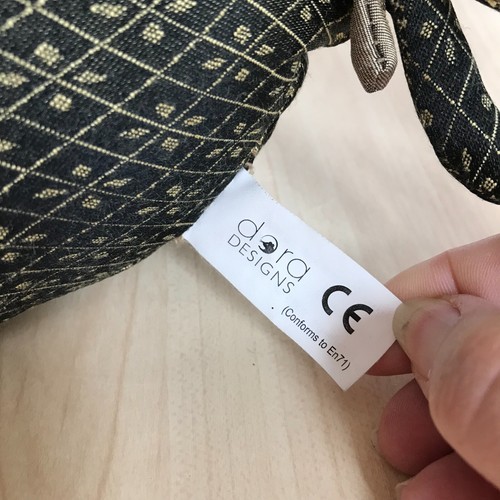 dora
DESIGNS
CE
(Conforms to En71)